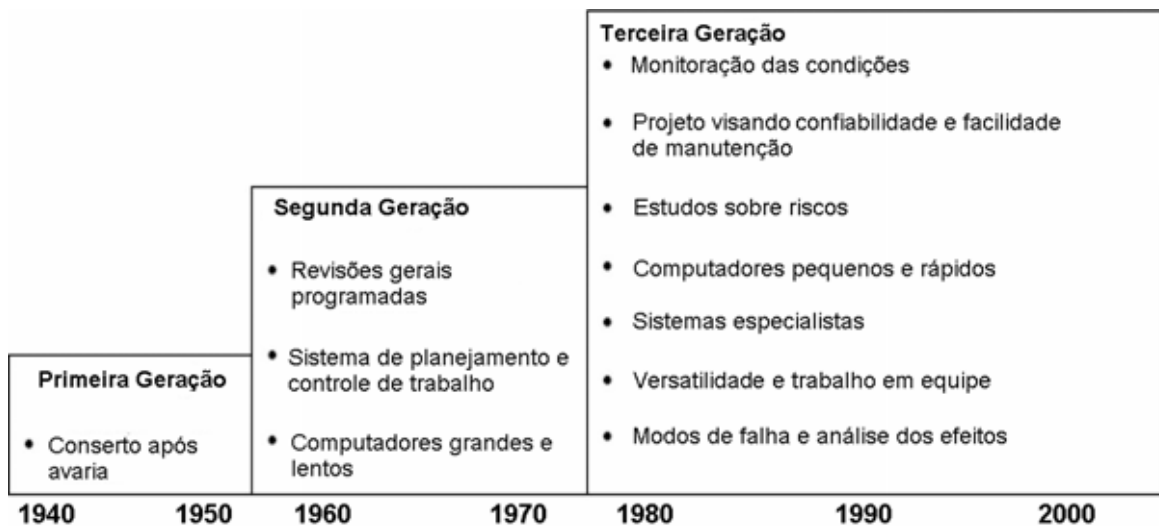 Primeira Geração
• Conserto após
avaria
Segunda Geração
• Revisões gerais
programadas
• Sistema de planejamento e
controle de trabalho
• Computadores grandes e
lentos
Terceira Geração
• Monitoração das condições
• Projeto visando confiabilidade e facilidade
de manutenção
• Estudos sobre riscos
• Computadores pequenos e rápidos
• Sistemas especialistas
• Versatilidade e trabalho em equipe
• Modos de falha e análise dos efeitos
1940 1950 1960 1970 1980 1990 2000